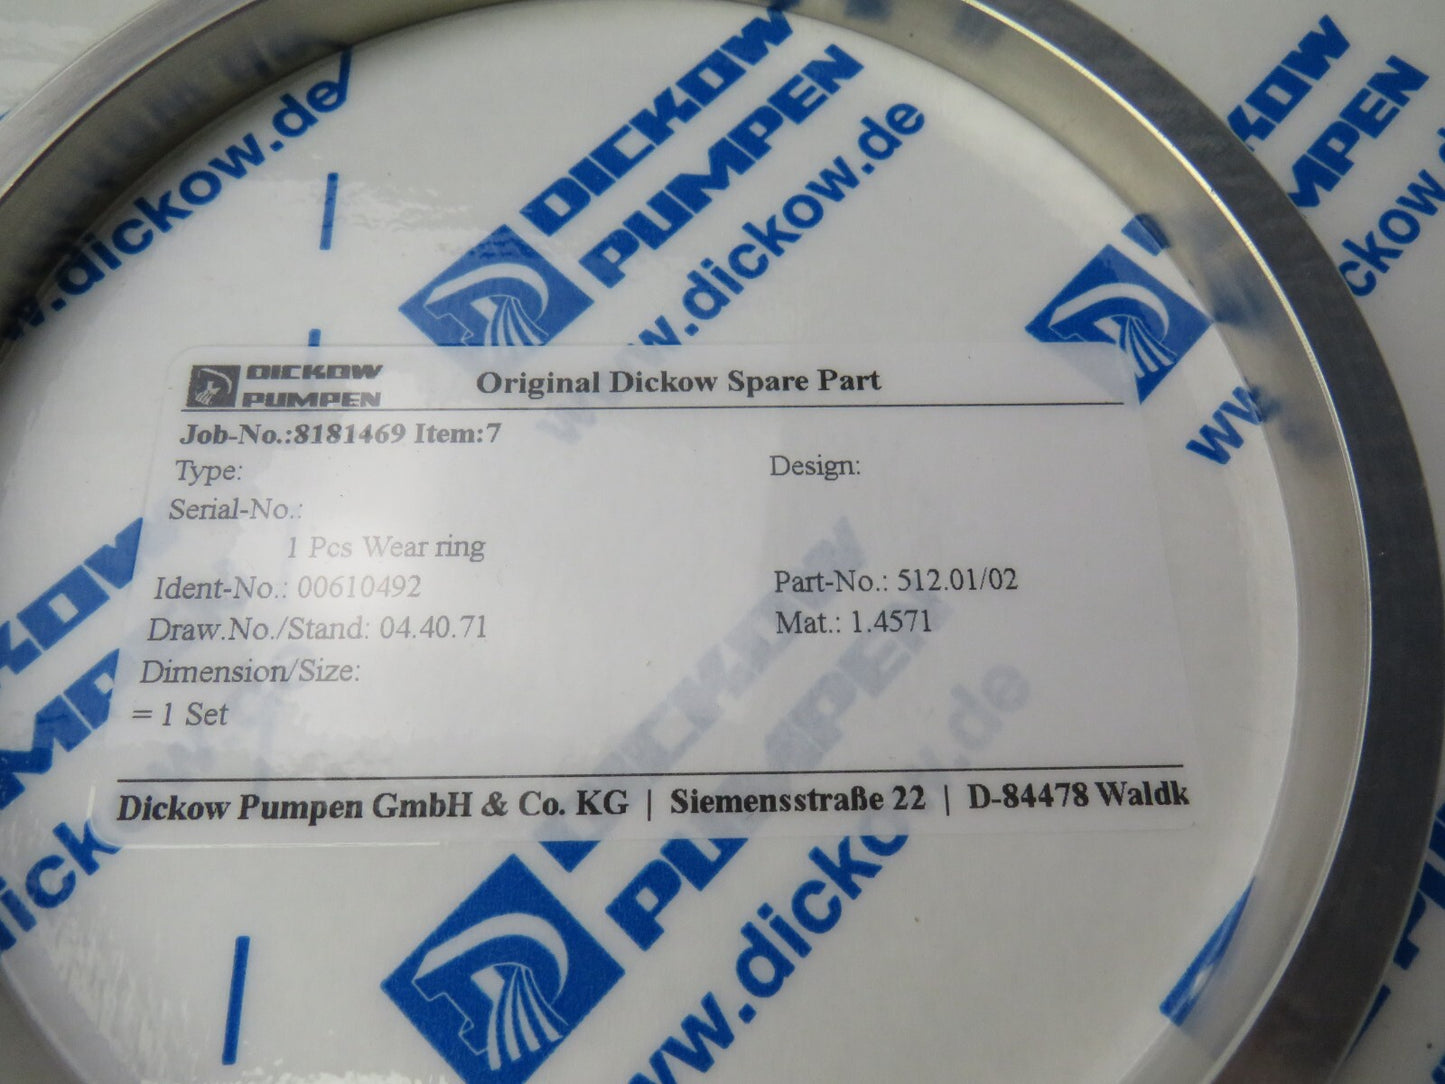 DICKOW
PUMPEN
www.dickow.de
DICKOW
PUMPEN
ckow
www.dickow.de
DICKOW
PUMPEN
Original Dickow Spare Part
Job-No.:8181469 Item:7
Type:
Design:
Serial-No.:
1 Pcs Wear ring
Ident-No.: 00610492
Part-No.: 512.01/02
Draw.No./Stand: 04.40.71
Mat.: 1.4571
Dimension/Size:
= 1 Set
Dickow Pumpen GmbH & Co. KG | Siemensstraße 22 | D-84478 Waldk
DICKOW
PUMPEN
www.dickow.de